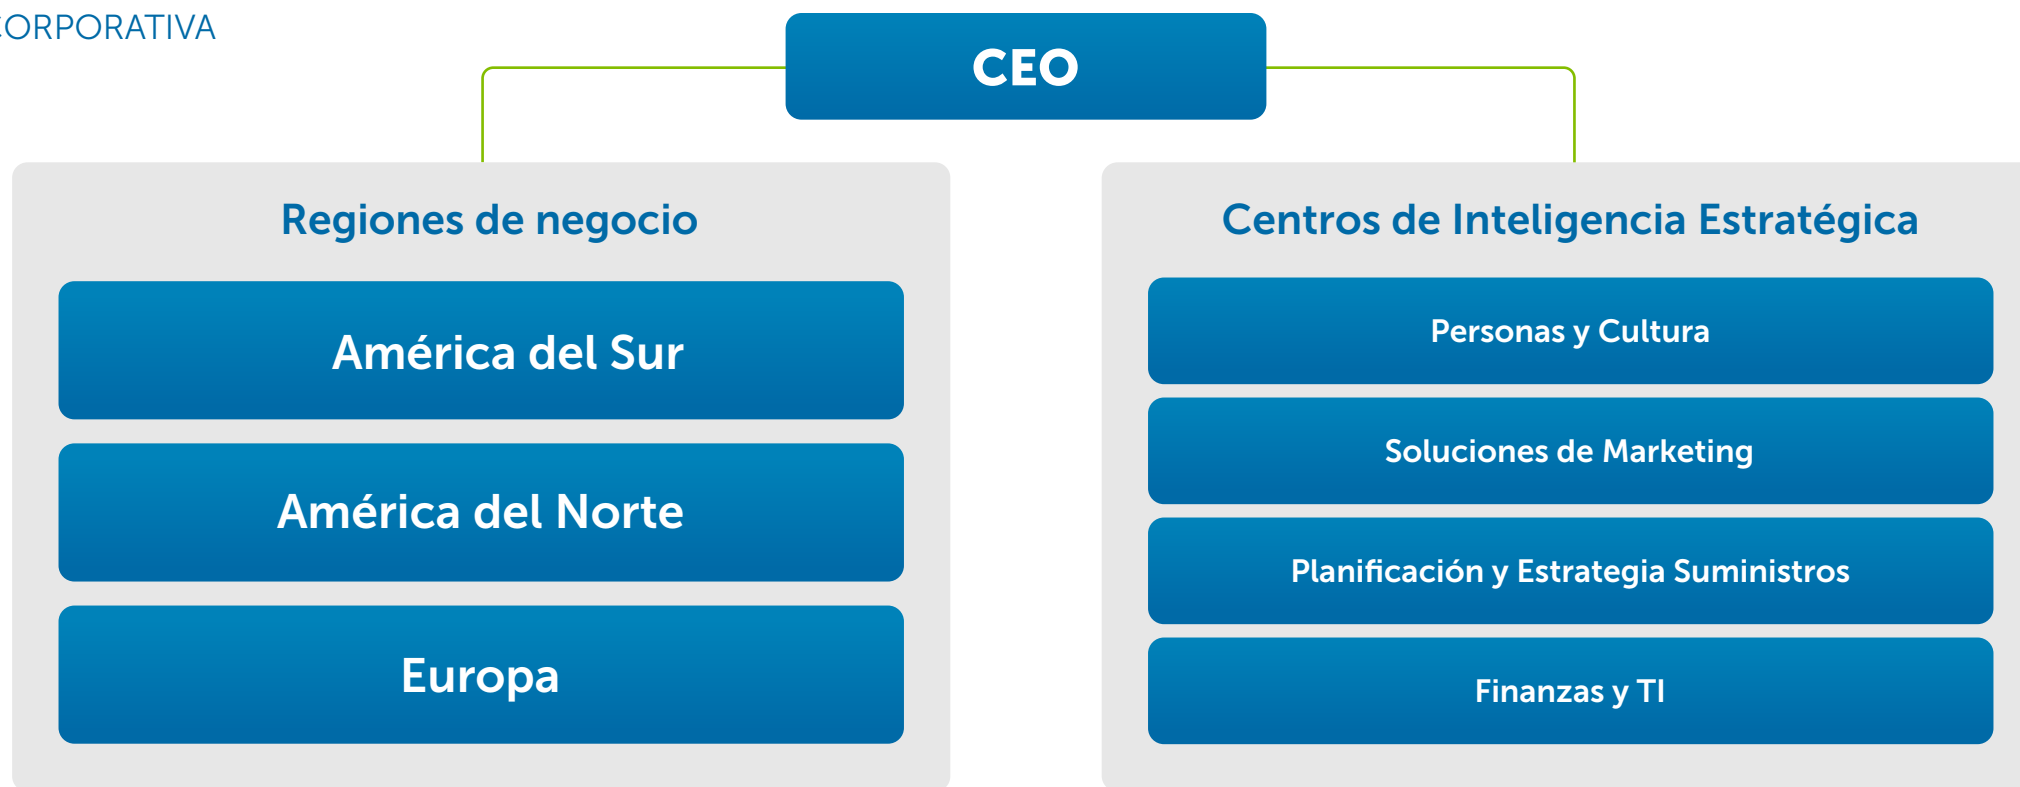 CORPORATIVA
CEO
Regiones de negocio
América del Sur
América del Norte
Europa
Centros de Inteligencia Estratégica
Personas y Cultura
Soluciones de Marketing
Planificación y Estrategia Suministros
Finanzas y TI